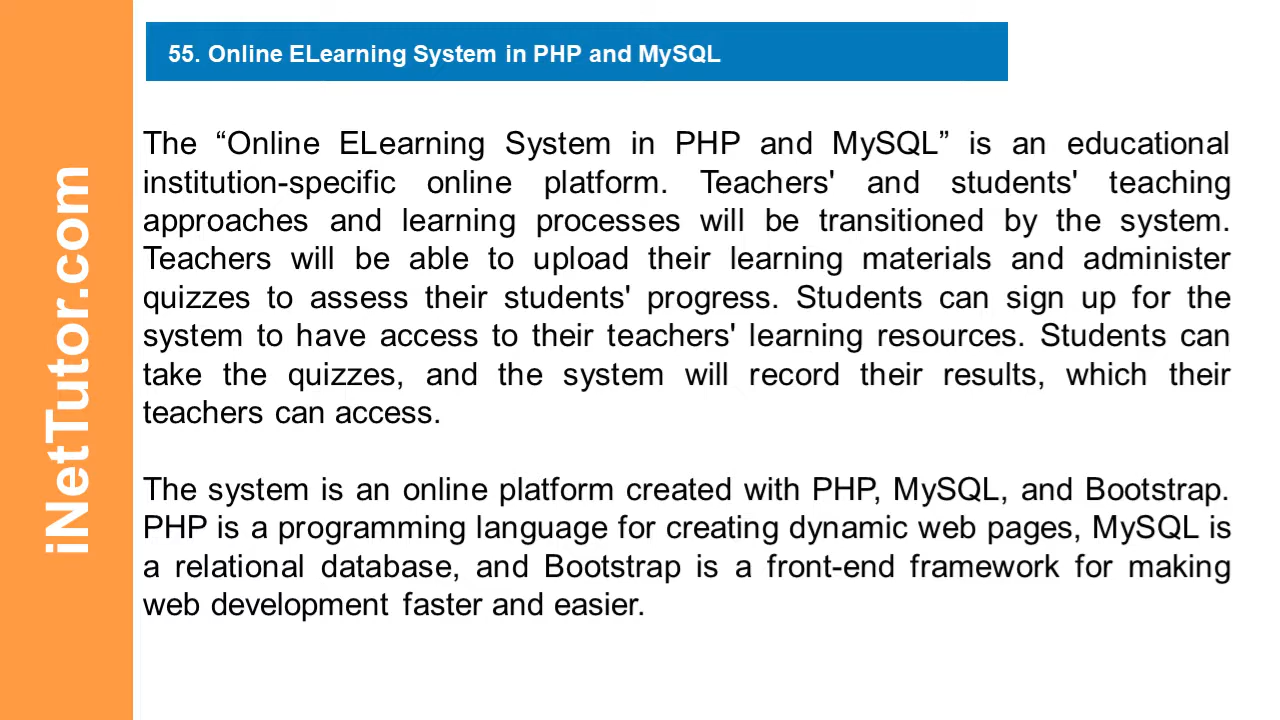 55. Online ELearning System in PHP and MySQL
iNetTutor.com
The “Online ELearning System in PHP and MySQL” is an educational
institution-specific online platform. Teachers' and students' teaching
approaches and learning processes will be transitioned by the system.
Teachers will be able to upload their learning materials and administer
quizzes to assess their students' progress. Students can sign up for the
system to have access to their teachers' learning resources. Students can
take the quizzes, and the system will record their results, which their
teachers can access.
The system is an online platform created with PHP, MySQL, and Bootstrap.
PHP is a programming language for creating dynamic web pages, MySQL is
a relational database, and Bootstrap is a front-end framework for making
web development faster and easier.